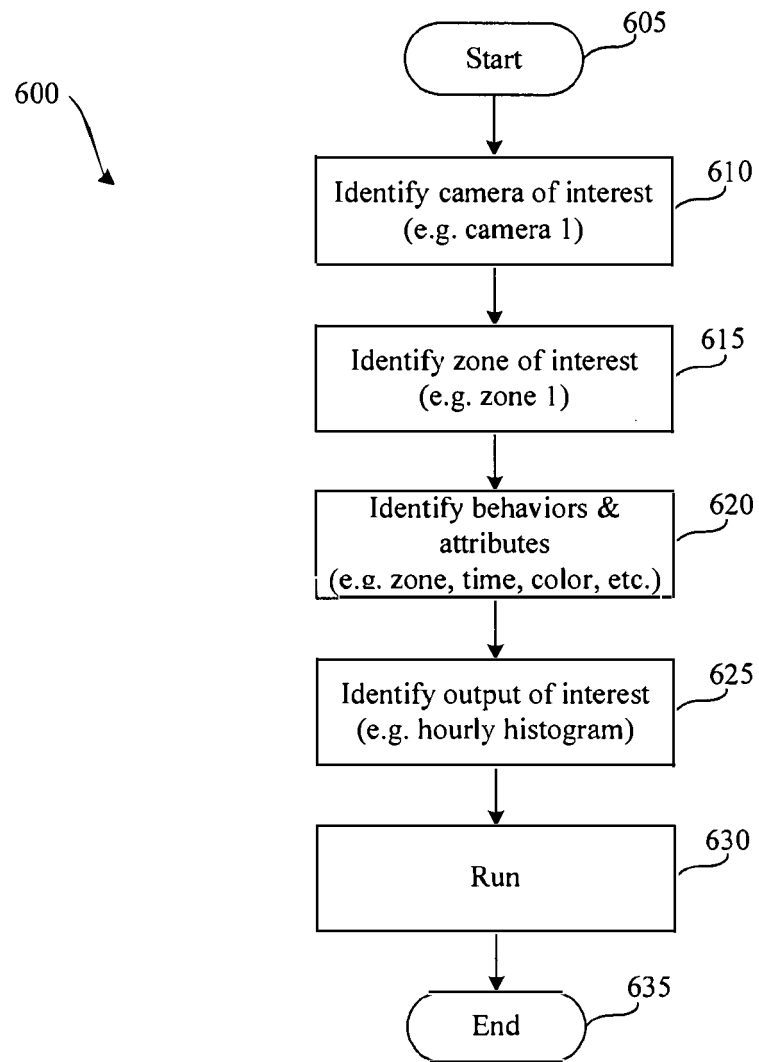 605
Start
600
610
Identify camera of interest
(e.g. camera 1)
615
Identify zone of interest
(e.g. zone 1)
620
Identify behaviors &
attributes
(e.g. zone, time, color, etc.)
625
Identify output of interest
(e.g. hourly histogram)
630
Run
635
End